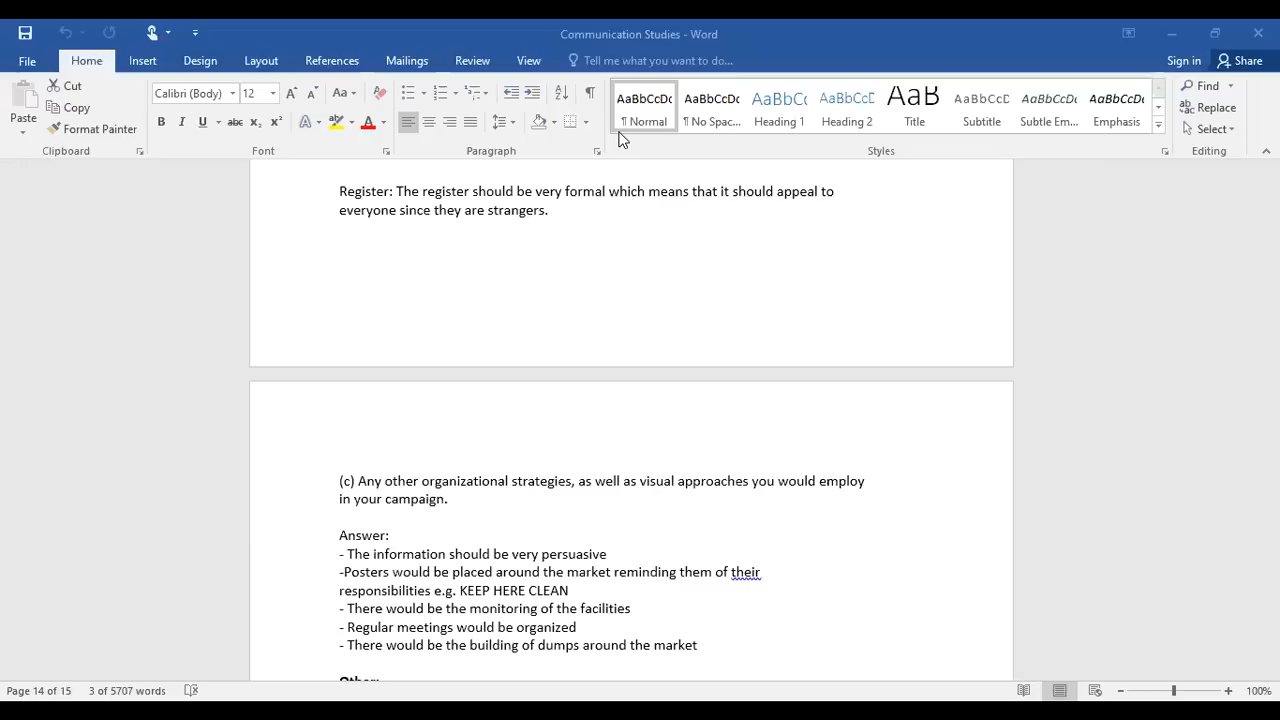 Communication Studies - Word
File Home Insert Design Layout References Mailings Review View Tell me what you want to do... Sign in Share
Paste Cut Copy Format Painter
Calibri (Body) 12 Aa
B I U abc x₂ x² A A
AaBbCcDc AaBbCcDc AaBbCc AaBbCcD AaB AaBbCcD AaBbCcDc AaBbCcDc
¶ Normal ¶ No Spac... Heading 1 Heading 2 Title Subtitle Subtle Em... Emphasis
Find Replace Select
Clipboard Font Paragraph Styles Editing
Register: The register should be very formal which means that it should appeal to
everyone since they are strangers.
(c) Any other organizational strategies, as well as visual approaches you would employ
in your campaign.
Answer:
- The information should be very persuasive
-Posters would be placed around the market reminding them of their
responsibilities e.g. KEEP HERE CLEAN
- There would be the monitoring of the facilities
- Regular meetings would be organized
- There would be the building of dumps around the market
Other:
Page 14 of 15 3 of 5707 words 100%